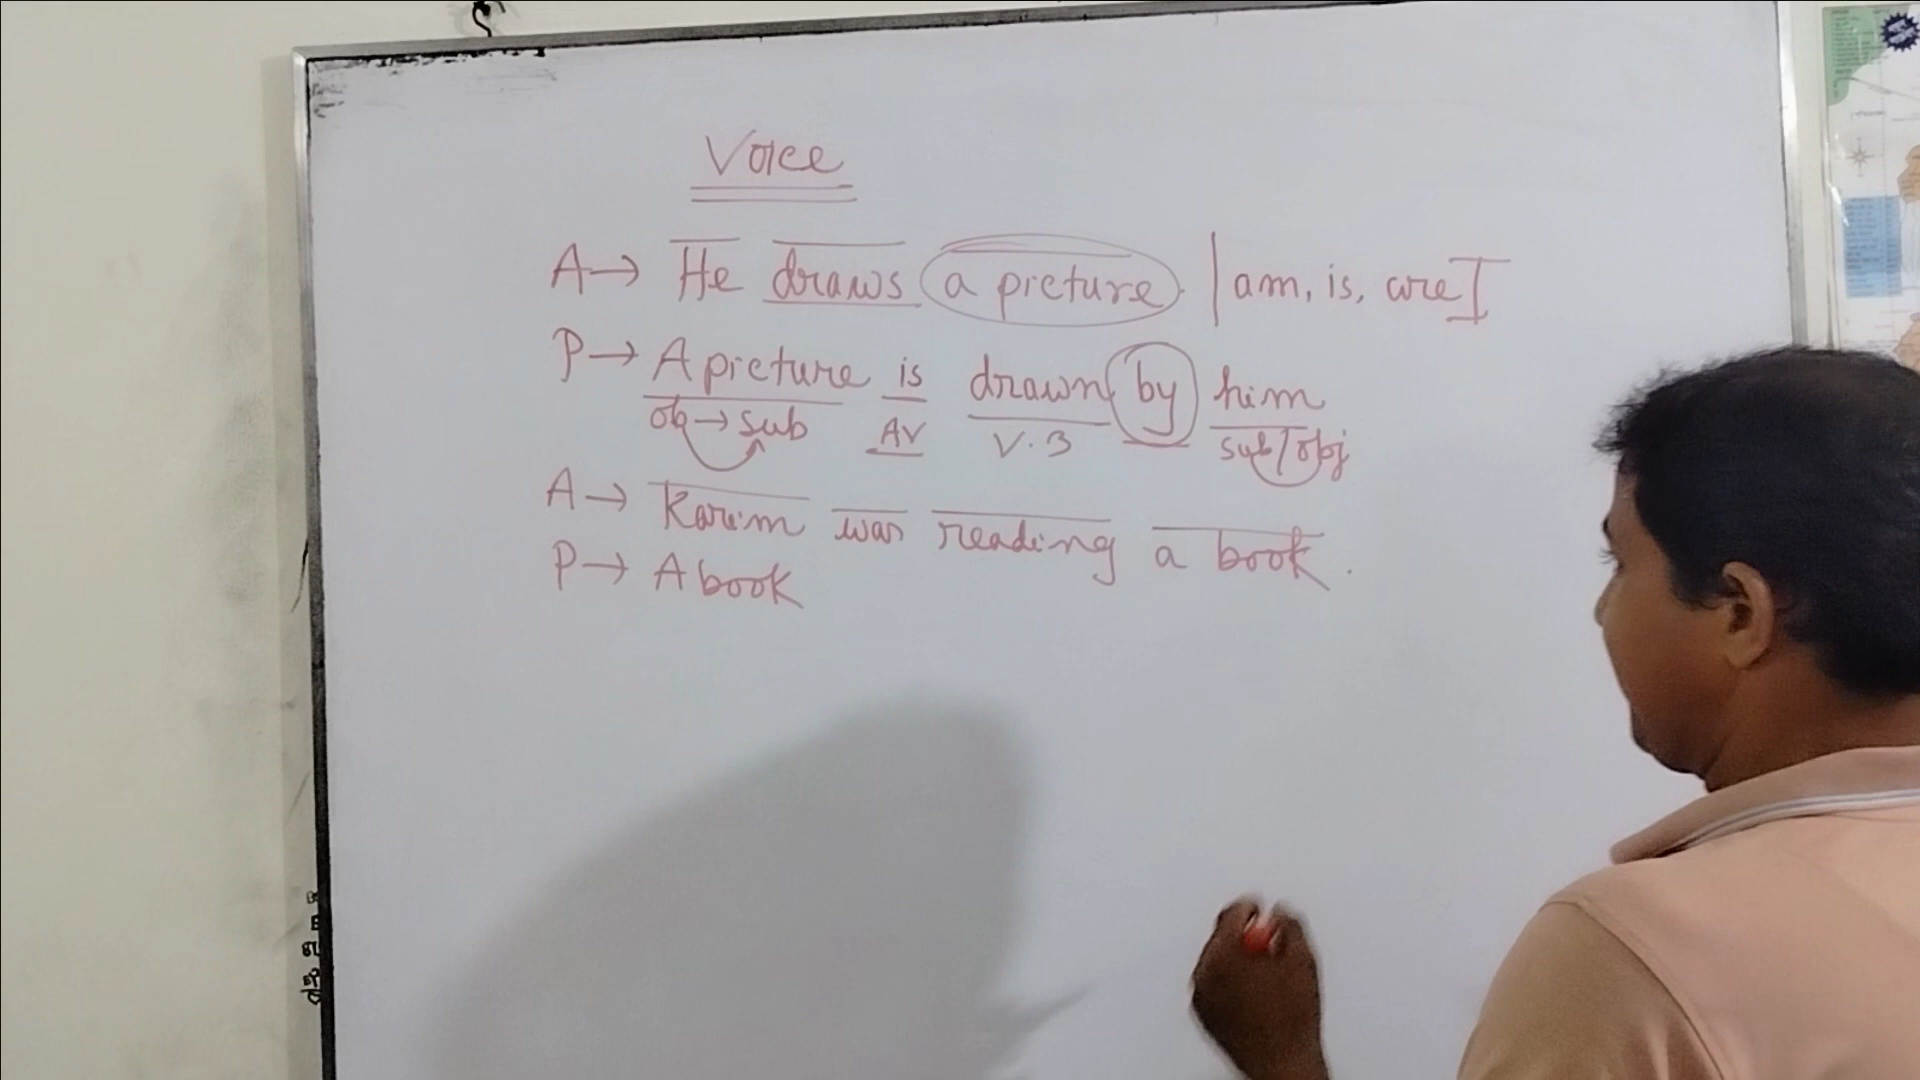 Voice
A → He draws a picture. | am, is, are I
P → A picture is drawn by him
ob → sub AV V.3 sub/obj
A → Karim was reading a book.
P → A book